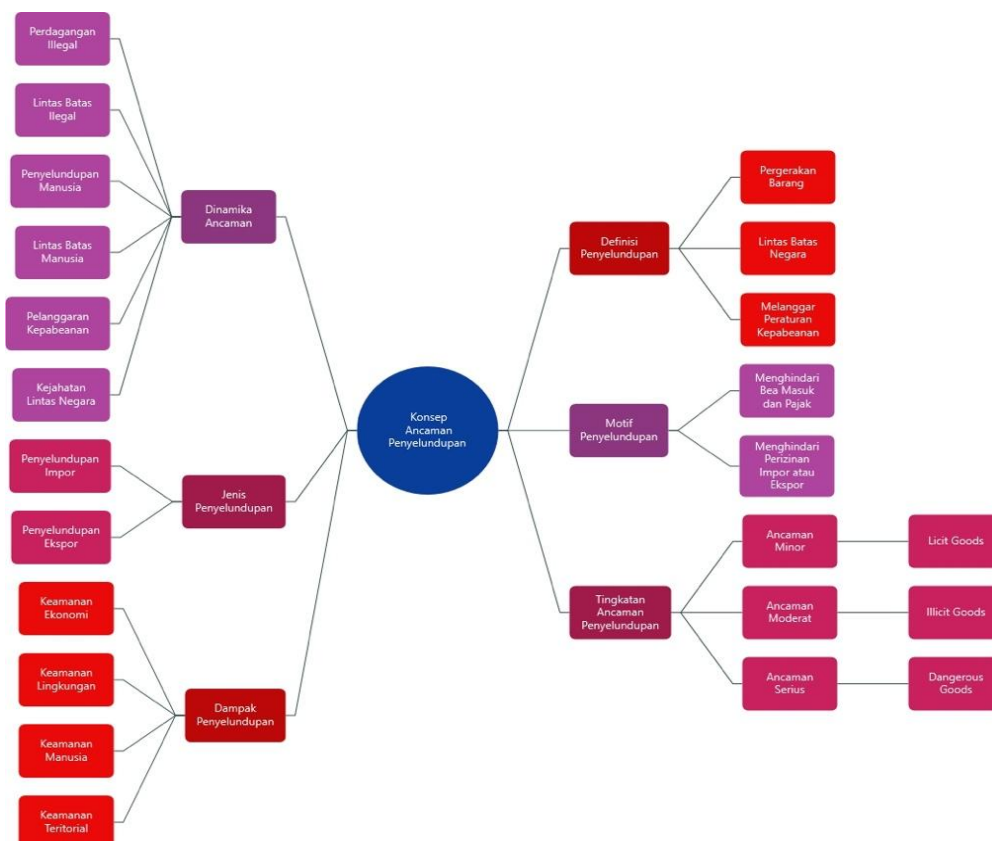 Perdagangan
Illegal
Lintas Batas
Ilegal
Penyelundupan
Manusia
Lintas Batas
Manusia
Pelanggaran
Kepabeanan
Kejahatan
Lintas Negara
Dinamika
Ancaman
Penyelundupan
Impor
Penyelundupan
Ekspor
Jenis
Penyelundupan
Keamanan
Ekonomi
Keamanan
Lingkungan
Keamanan
Manusia
Keamanan
Teritorial
Dampak
Penyelundupan
Konsep
Ancaman
Penyelundupan
Definisi
Penyelundupan
Pergerakan
Barang
Lintas Batas
Negara
Melanggar
Peraturan
Kepabeanan
Motif
Penyelundupan
Menghindari
Bea Masuk
dan Pajak
Menghindari
Perizinan
Impor atau
Ekspor
Tingkatan
Ancaman
Penyelundupan
Ancaman
Minor
Licit Goods
Ancaman
Moderat
Illicit Goods
Ancaman
Serius
Dangerous
Goods